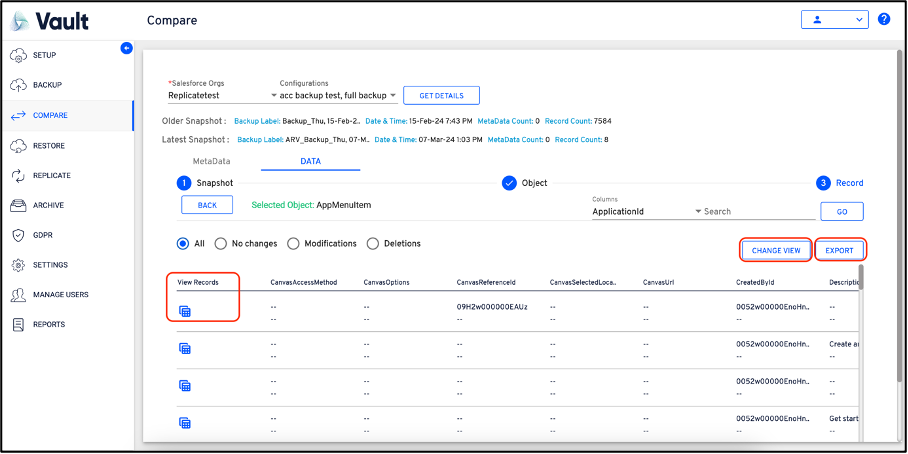 Vault
Compare
SETUP
BACKUP
COMPARE
RESTORE
REPLICATE
ARCHIVE
GDPR
SETTINGS
MANAGE USERS
REPORTS
*Salesforce Orgs
Configurations
Replicatetest
acc backup test, full backup
GET DETAILS
Older Snapshot : Backup Label: Backup_Thu, 15-Feb-2.. Date & Time: 15-Feb-24 7:43 PM MetaData Count: 0 Record Count: 7584
Latest Snapshot : Backup Label: ARV_Backup_Thu, 07-M.. Date & Time: 07-Mar-24 1:03 PM MetaData Count: 0 Record Count: 8
MetaData DATA
1 Snapshot Object 3 Record
BACK Selected Object: AppMenuItem
Columns
ApplicationId Search GO
All No changes Modifications Deletions CHANGE VIEW EXPORT
View Records CanvasAccessMethod CanvasOptions CanvasReferenceId CanvasSelectedLoca.. CanvasUrl CreatedById Descriptio
-- -- 09H2w000000EAUz -- -- 0052w00000EnoHn.. --
-- -- -- -- -- -- --
-- -- -- -- -- 0052w00000EnoHn.. Create an
-- -- -- -- -- -- --
-- -- -- -- -- 0052w00000EnoHn.. --
-- -- -- -- -- -- --
-- -- -- -- -- 0052w00000EnoHn.. Get start
-- -- -- -- -- -- --